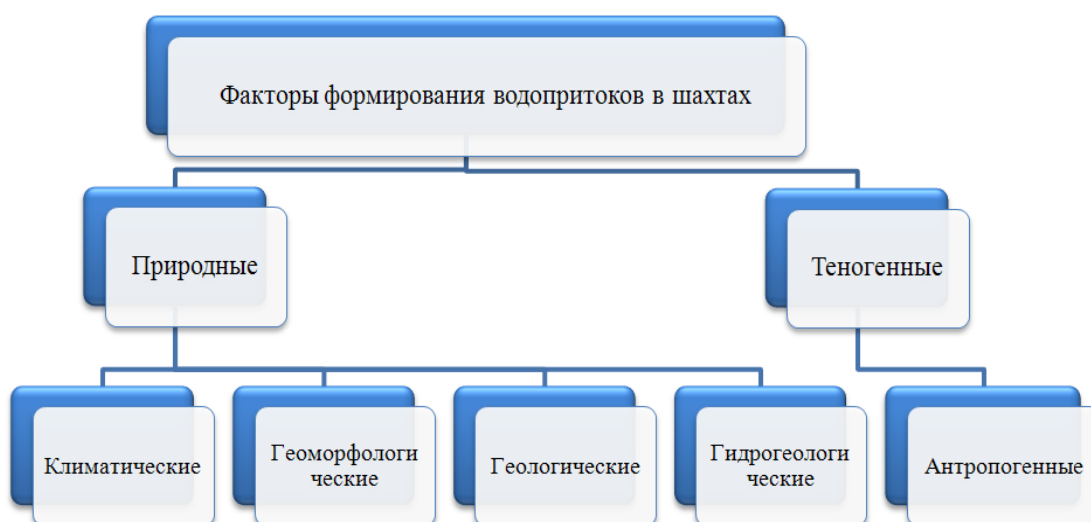 Факторы формирования водопритоков в шахтах
Природные
Теногенные
Климатические
Геоморфологи
ческие
Геологические
Гидрогеологи
ческие
Антропогенные